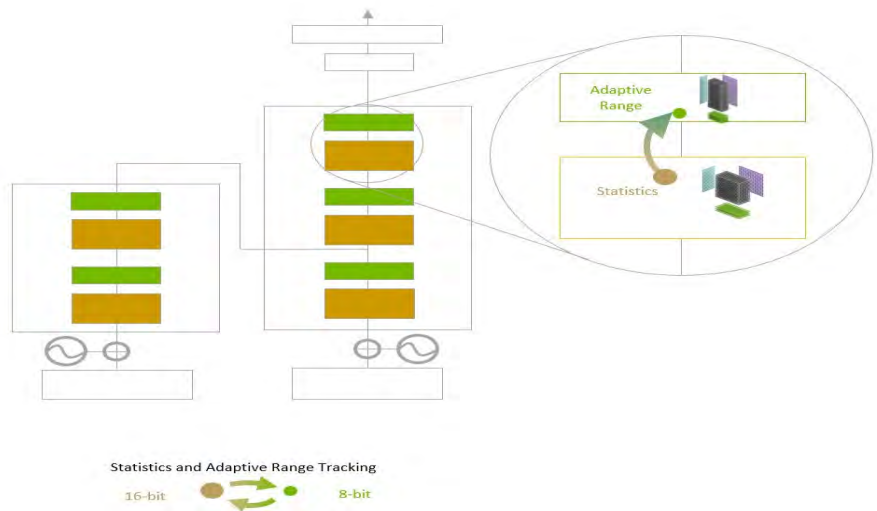 Adaptive
Range
Statistics
Statistics and Adaptive Range Tracking
16-bit
8-bit